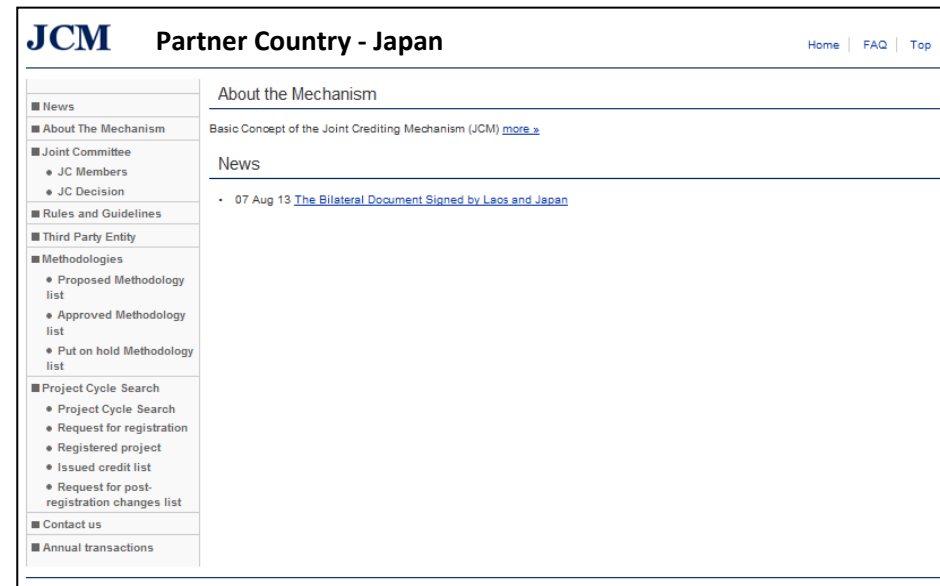 JCM Partner Country - Japan
Home | FAQ | Top
News
About The Mechanism
Joint Committee
JC Members
JC Decision
Rules and Guidelines
Third Party Entity
Methodologies
Proposed Methodology
list
Approved Methodology
list
Put on hold Methodology
list
Project Cycle Search
Project Cycle Search
Request for registration
Registered project
Issued credit list
Request for post-
registration changes list
Contact us
Annual transactions
About the Mechanism
Basic Concept of the Joint Crediting Mechanism (JCM) more »
News
• 07 Aug 13 The Bilateral Document Signed by Laos and Japan